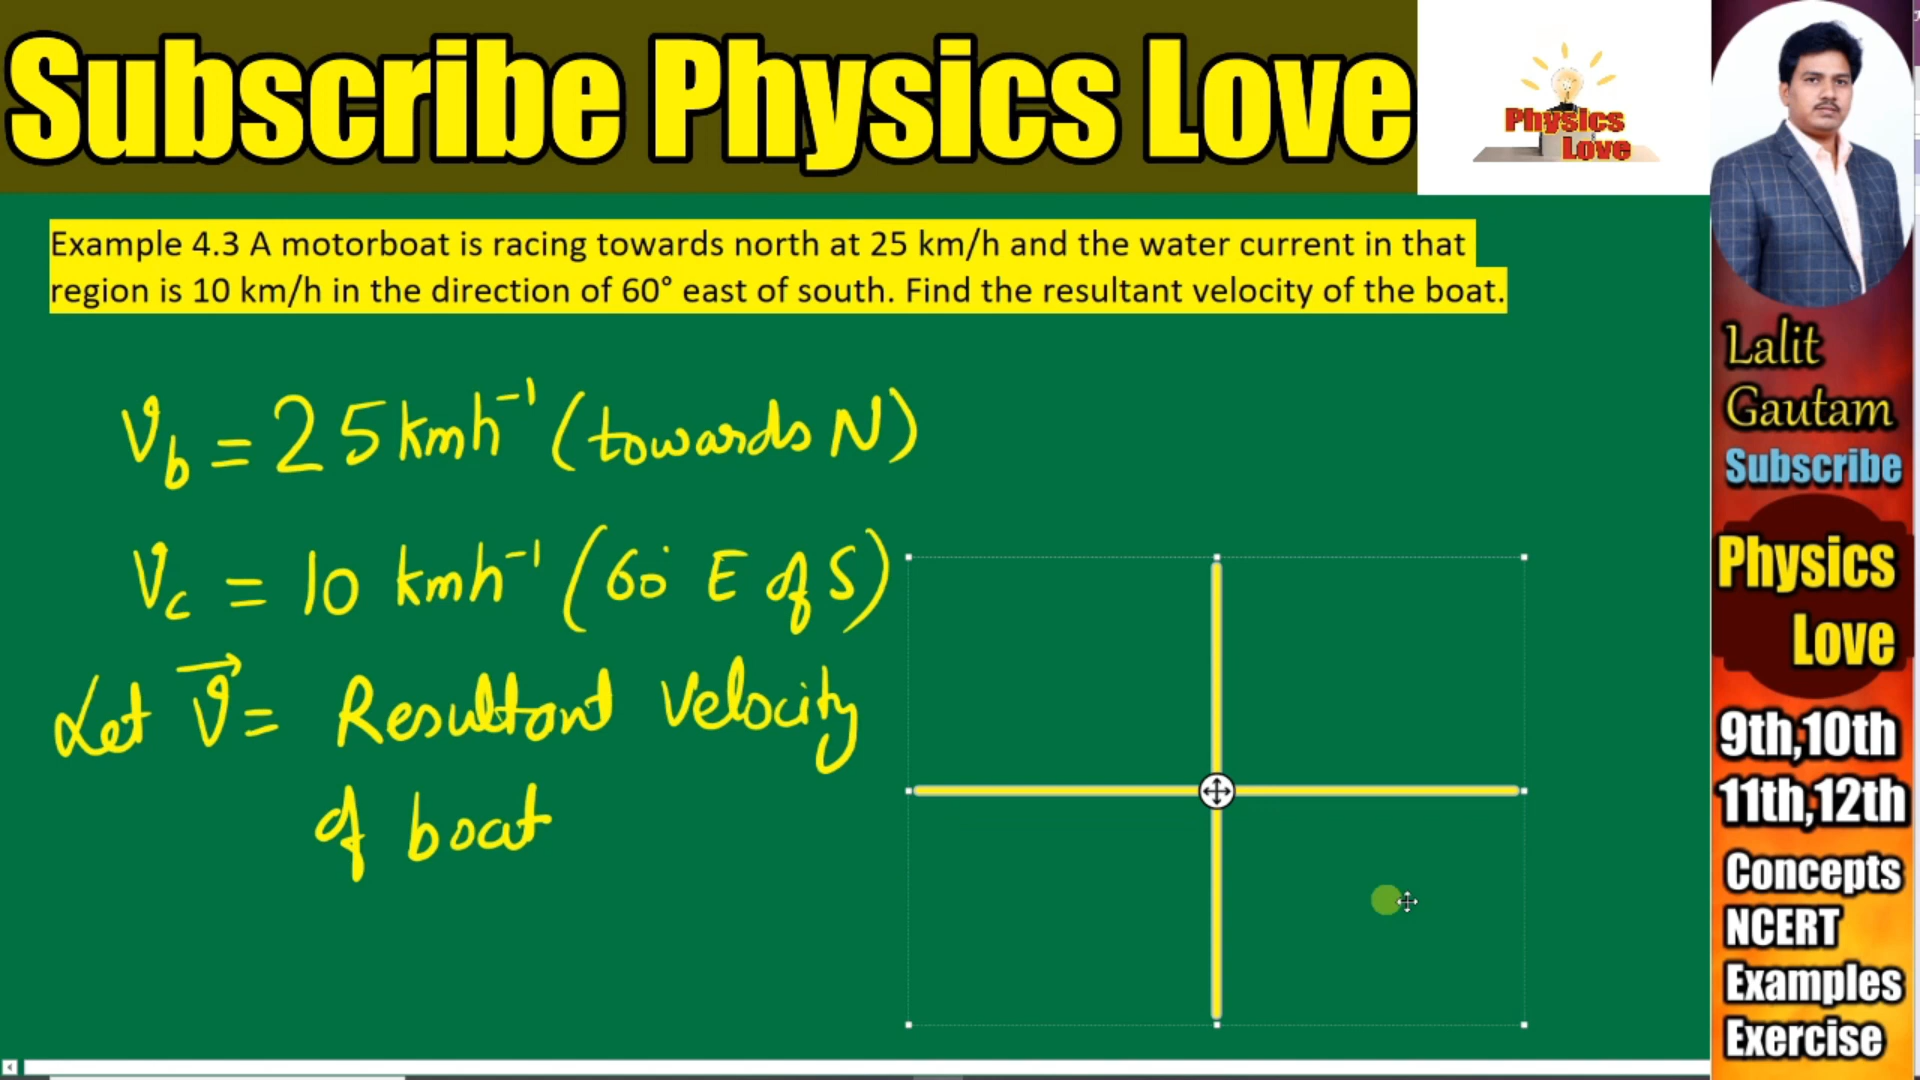 Subscribe Physics Love
Physics
Love
Example 4.3 A motorboat is racing towards north at 25 km/h and the water current in that
region is 10 km/h in the direction of 60° east of south. Find the resultant velocity of the boat.
v_b = 25 kmh⁻¹ (towards N)
v_c = 10 kmh⁻¹ (60° E of S)
Let v⃗ = Resultant Velocity
of boat
Lalit
Gautam
Subscribe
Physics
Love
9th,10th
11th,12th
Concepts
NCERT
Examples
Exercise